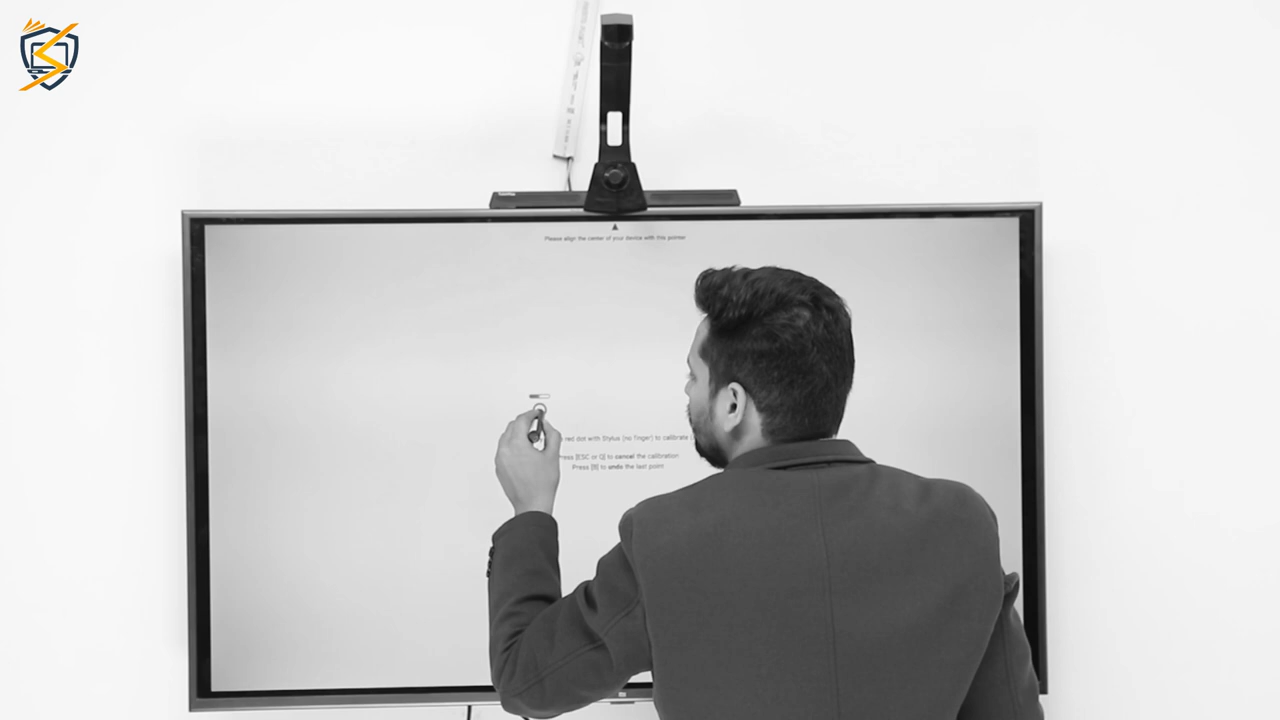 Please align the center of your device with this pointer
red dot with Stylus (no finger) to calibrate
Press [ESC or Q] to cancel the calibration
Press [B] to undo the last point
mi